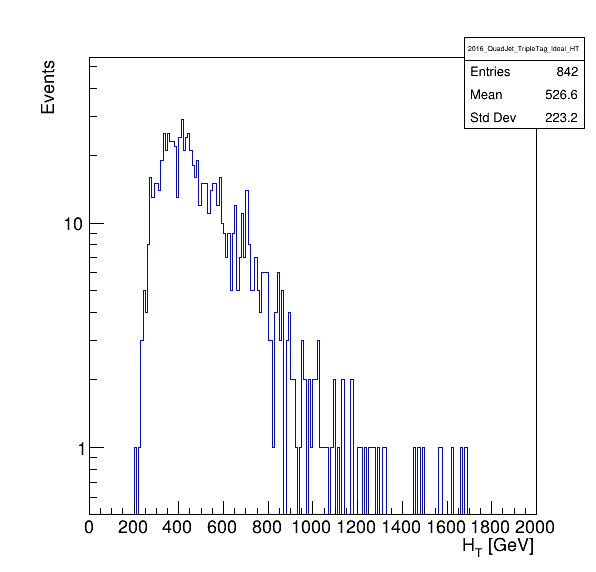 2016_QuadJet_TripleTag_Ideal_HT
Entries 842
Mean 526.6
Std Dev 223.2
Events
10
1
0 200 400 600 800 1000 1200 1400 1600 1800 2000
H_T [GeV]